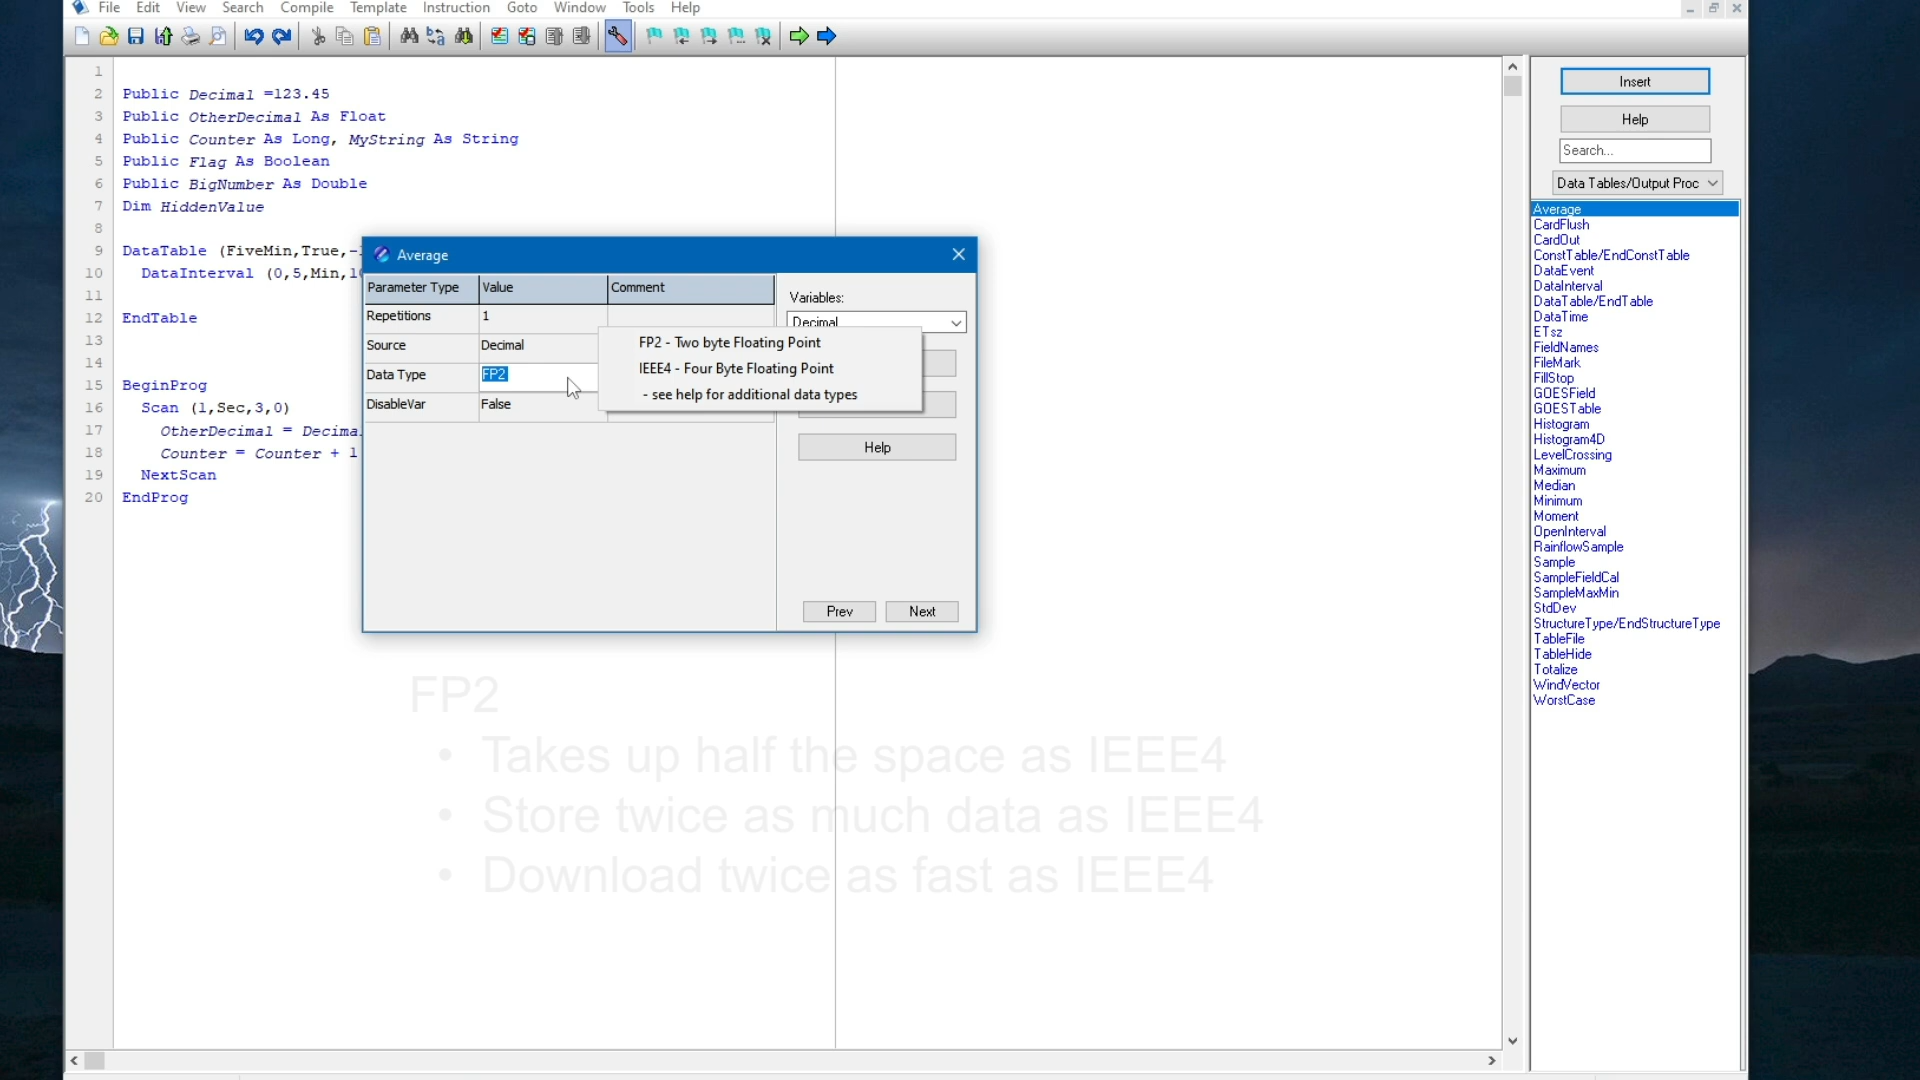 File Edit View Search Compile Template Instruction Goto Window Tools Help
1
2 Public Decimal =123.45
3 Public OtherDecimal As Float
4 Public Counter As Long, MyString As String
5 Public Flag As Boolean
6 Public BigNumber As Double
7 Dim HiddenValue
8
9 DataTable (FiveMin,True,-
10 DataInterval (0,5,Min,10
11
12 EndTable
13
14
15 BeginProg
16 Scan (1,Sec,3,0)
17 OtherDecimal = Decima
18 Counter = Counter + 1
19 NextScan
20 EndProg
Average
Parameter Type Value Comment
Repetitions 1
Source Decimal
Data Type FP2
DisableVar False
Variables:
Decimal
FP2 - Two byte Floating Point
IEEE4 - Four Byte Floating Point
- see help for additional data types
Help
Prev Next
FP2
• Takes up half the space as IEEE4
• Store twice as much data as IEEE4
• Download twice as fast as IEEE4
Insert
Help
Search...
Data Tables/Output Proc
Average
CardFlush
CardOut
ConstTable/EndConstTable
DataEvent
DataInterval
DataTable/EndTable
DataTime
ETsz
FieldNames
FileMark
FillStop
GOESField
GOESTable
Histogram
Histogram4D
LevelCrossing
Maximum
Median
Minimum
Moment
OpenInterval
RainflowSample
Sample
SampleFieldCal
SampleMaxMin
StdDev
StructureType/EndStructureType
TableFile
TableHide
Totalize
WindVector
WorstCase